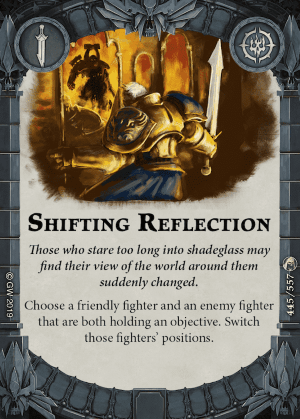 SHIFTING REFLECTION
Those who stare too long into shadeglass may
find their view of the world around them
suddenly changed.
Choose a friendly fighter and an enemy fighter
that are both holding an objective. Switch
those fighters' positions.
©GW 2019
445/557